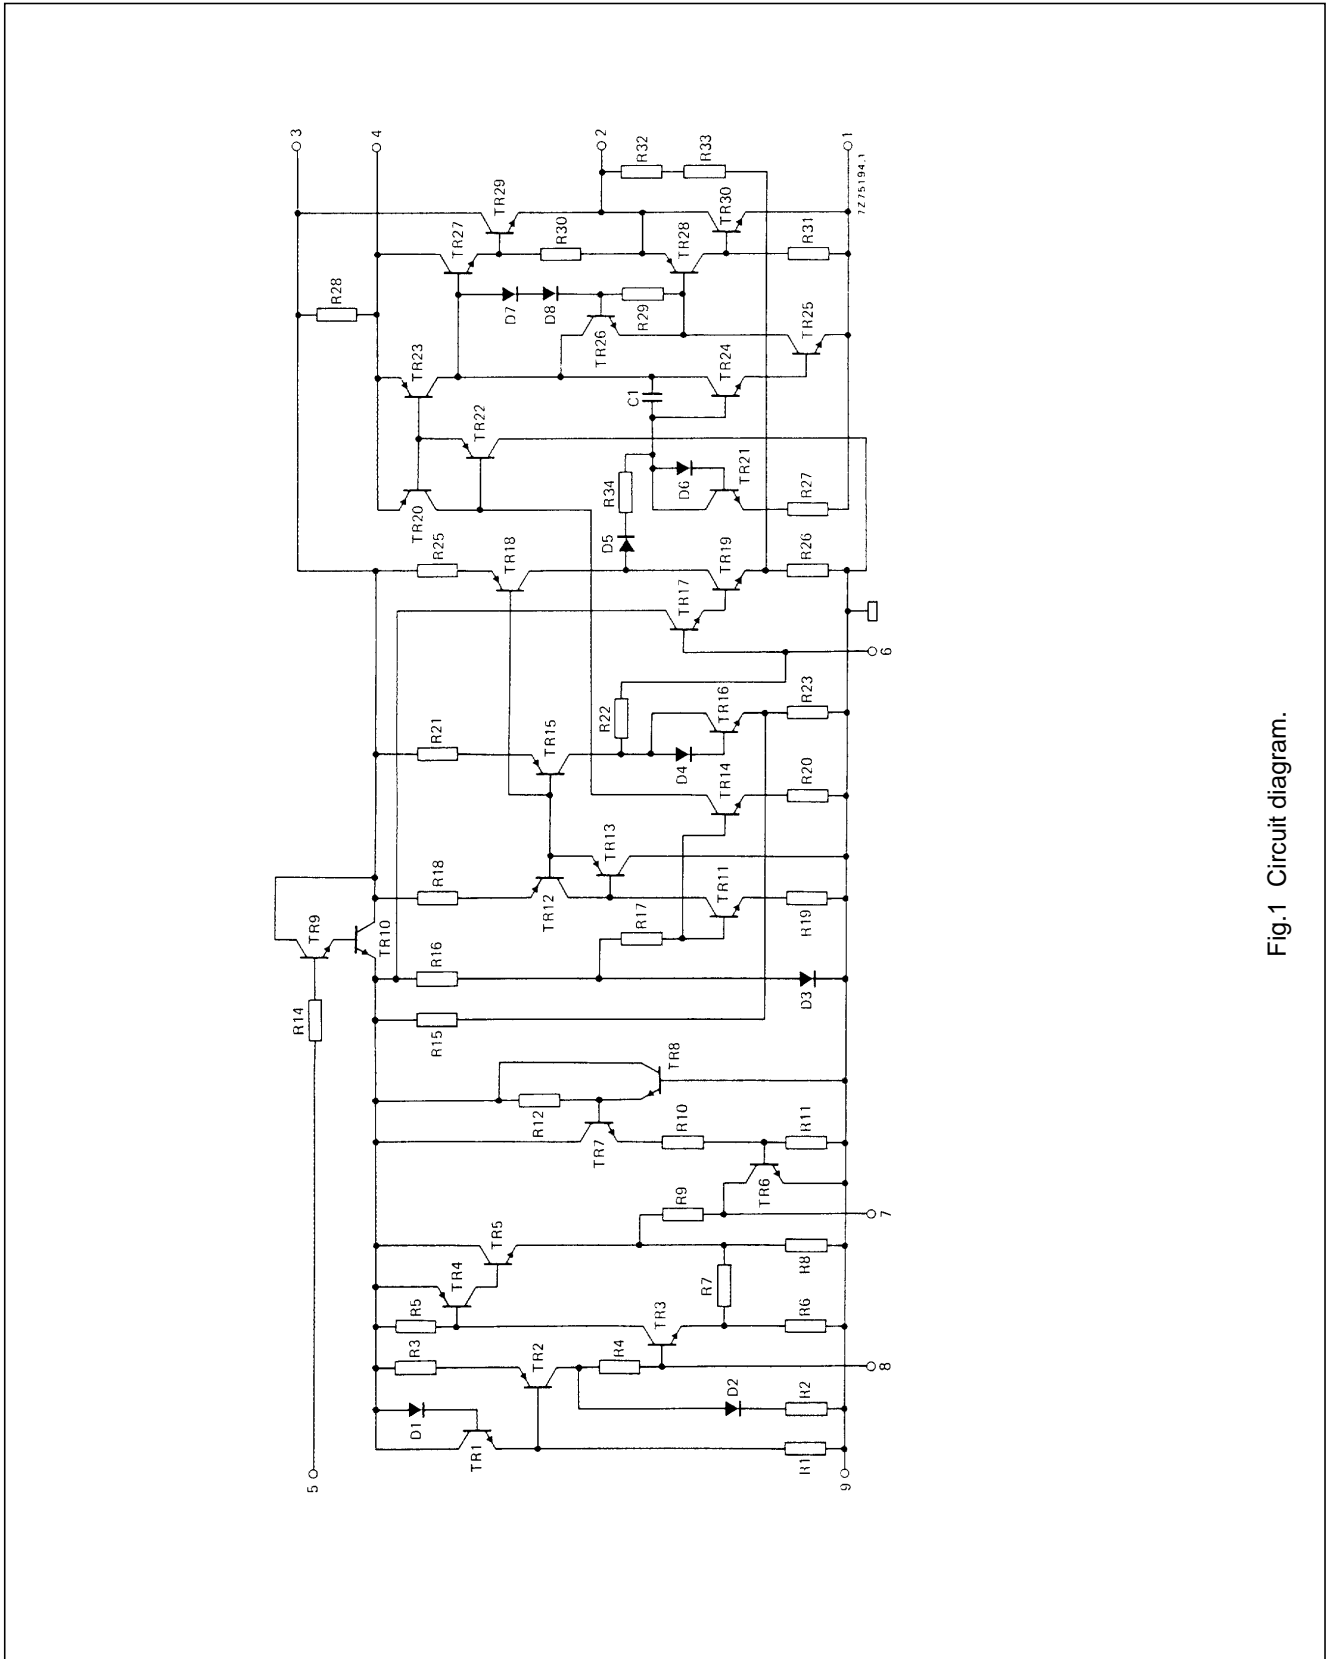 3
4
2
1
7Z75194.1
R32
R33
TR29
TR30
TR27
R30
TR28
R31
R28
D7
D8
R29
TR26
TR25
TR23
TR24
C1
TR22
TR21
D6
R34
R27
TR20
R25
TR18
D5
TR19
R26
TR17
6
R21
R22
TR16
R23
TR15
D4
TR14
R20
R18
TR13
TR12
TR11
R17
R19
TR9
TR10
R16
D3
R14
R15
TR8
R12
R10
R11
TR7
TR6
R9
7
TR5
R8
TR4
R7
R5
TR3
R6
R3
TR2
R4
8
D1
D2
R2
TR1
R1
5
9
Fig.1 Circuit diagram.